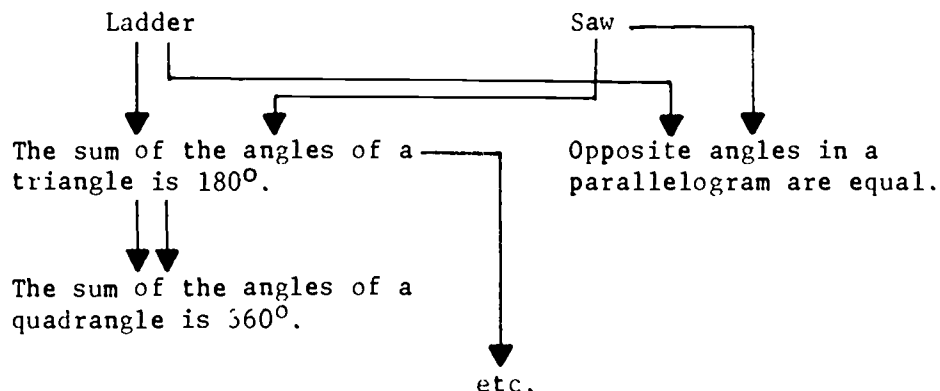 Ladder Saw
The sum of the angles of a
triangle is 180°.
Opposite angles in a
parallelogram are equal.
The sum of the angles of a
quadrangle is 360°.
etc.